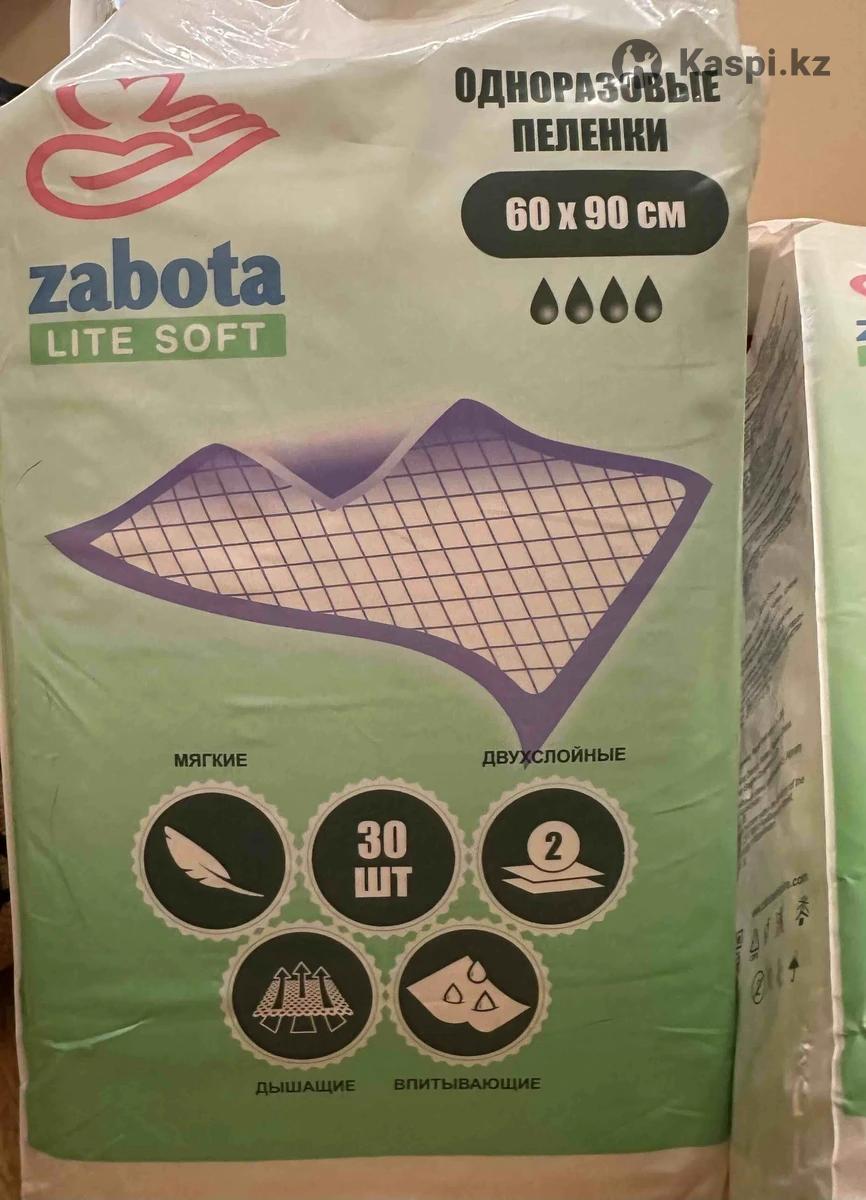 Kaspi.kz
ОДНОРАЗОВЫЕ
ПЕЛЕНКИ
60 x 90 см
zabota
LITE SOFT
МЯГКИЕ
ДВУХСЛОЙНЫЕ
30
ШТ
2
ДЫШАЩИЕ
ВПИТЫВАЮЩИЕ